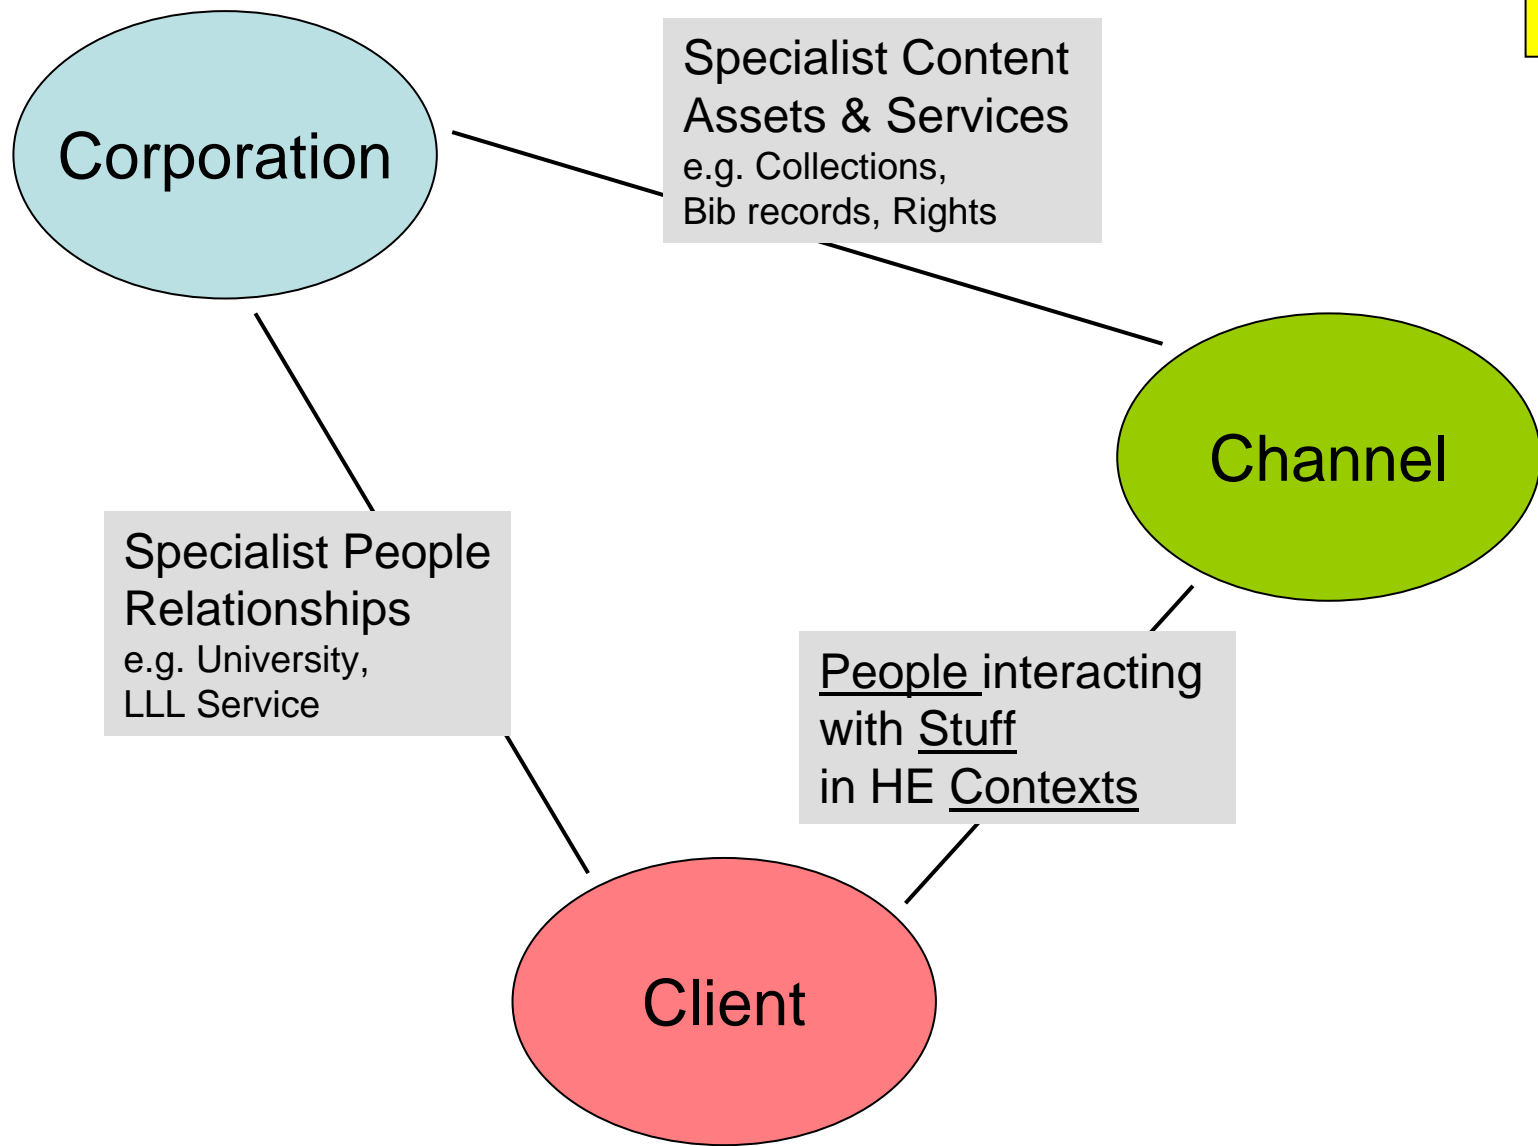 Corporation
Specialist Content
Assets & Services
e.g. Collections,
Bib records, Rights
Channel
Specialist People
Relationships
e.g. University,
LLL Service
People interacting
with Stuff
in HE Contexts
Client